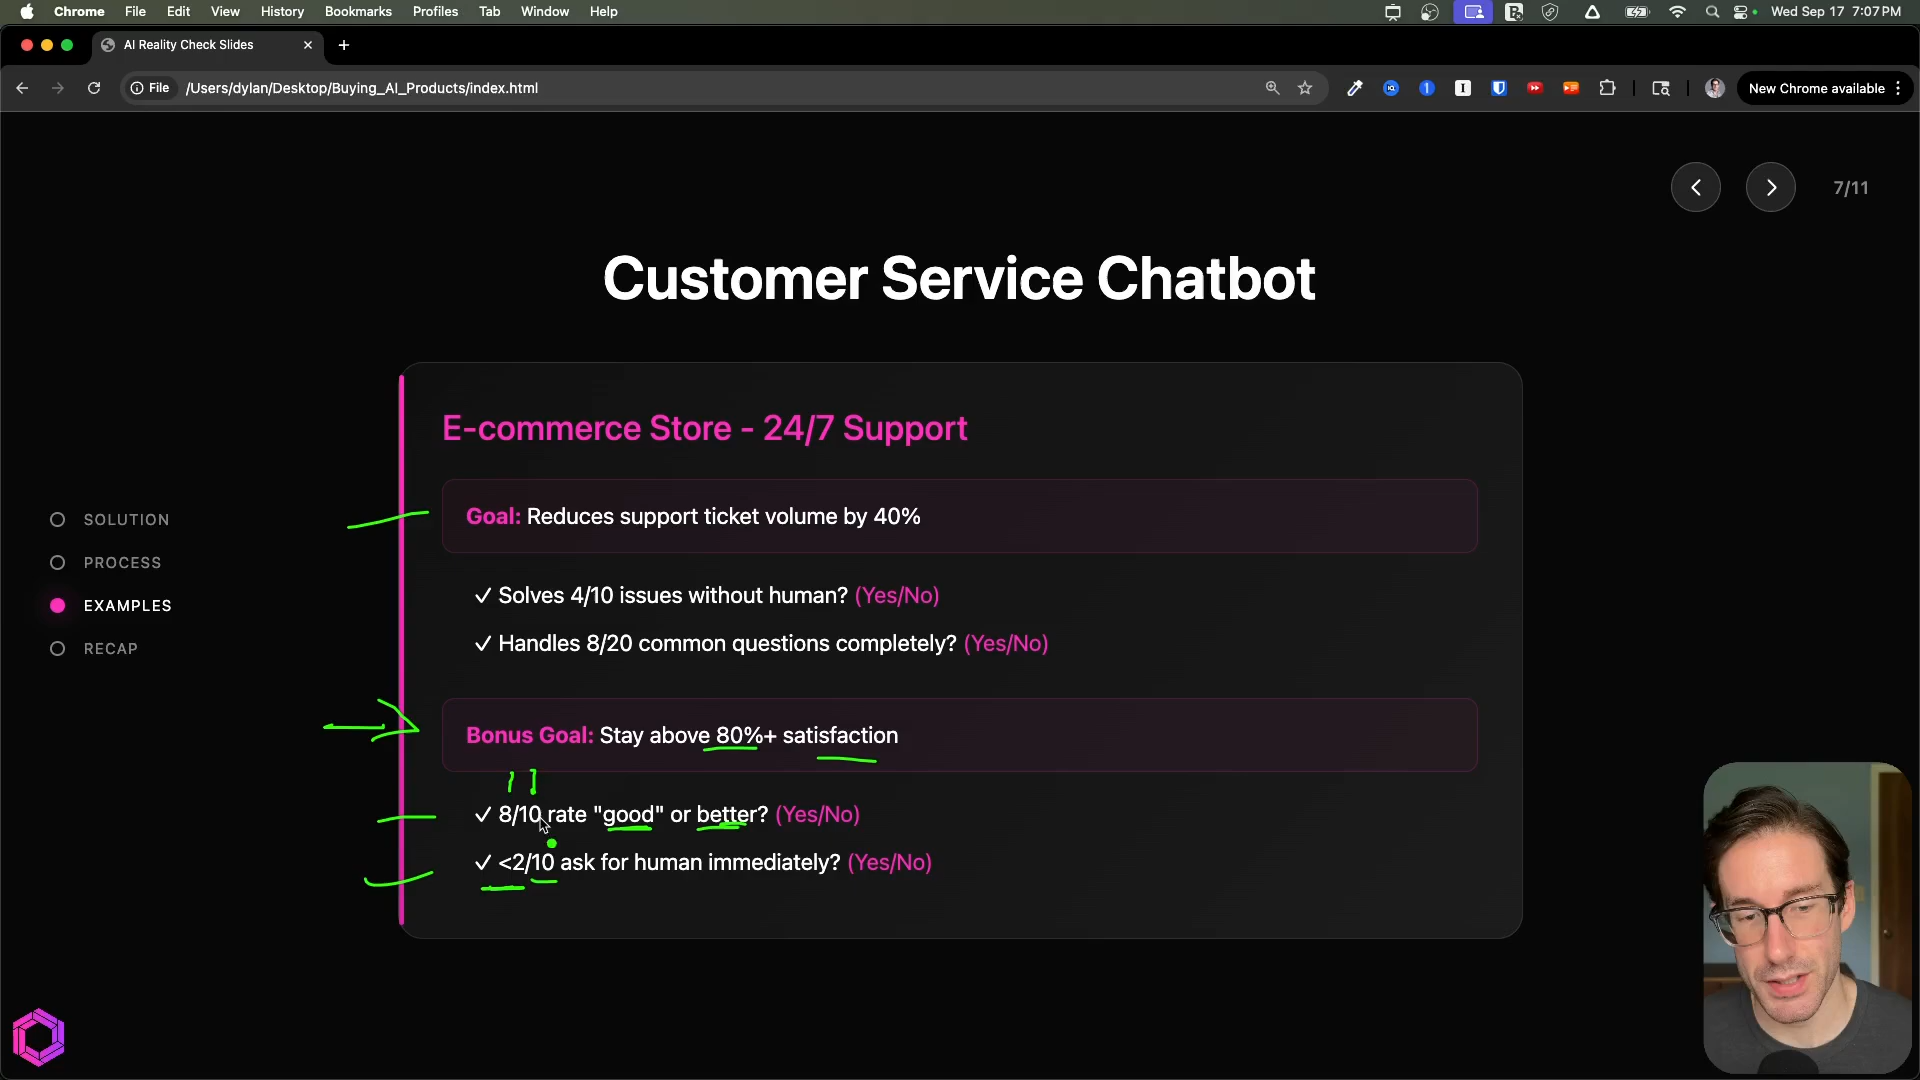 Chrome File Edit View History Bookmarks Profiles Tab Window Help Wed Sep 17 7:07 PM
AI Reality Check Slides
File /Users/dylan/Desktop/Buying_AI_Products/index.html New Chrome available
7/11
Customer Service Chatbot
E-commerce Store - 24/7 Support
Goal: Reduces support ticket volume by 40%
✓ Solves 4/10 issues without human? (Yes/No)
✓ Handles 8/20 common questions completely? (Yes/No)
Bonus Goal: Stay above 80%+ satisfaction
✓ 8/10 rate "good" or better? (Yes/No)
✓ <2/10 ask for human immediately? (Yes/No)
SOLUTION
PROCESS
EXAMPLES
RECAP